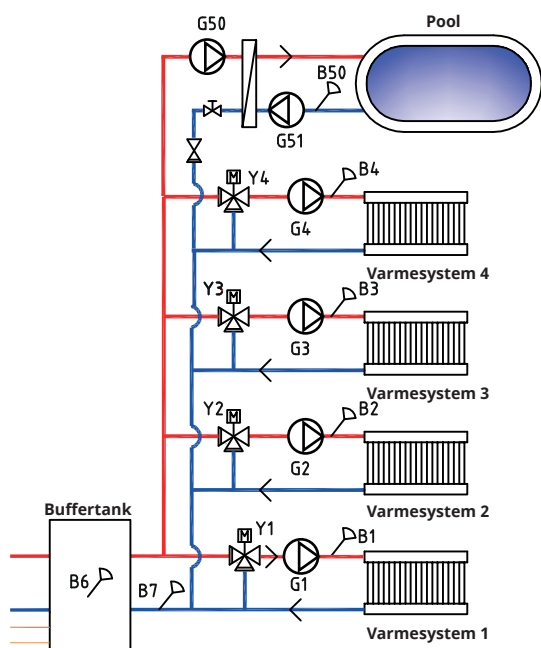 G50
Pool
B50
G51
Y4
B4
G4
Varmesystem 4
Y3
B3
G3
Varmesystem 3
Y2
B2
G2
Varmesystem 2
Buffertank
Y1
B1
B6
B7
G1
Varmesystem 1
M
M
M
M